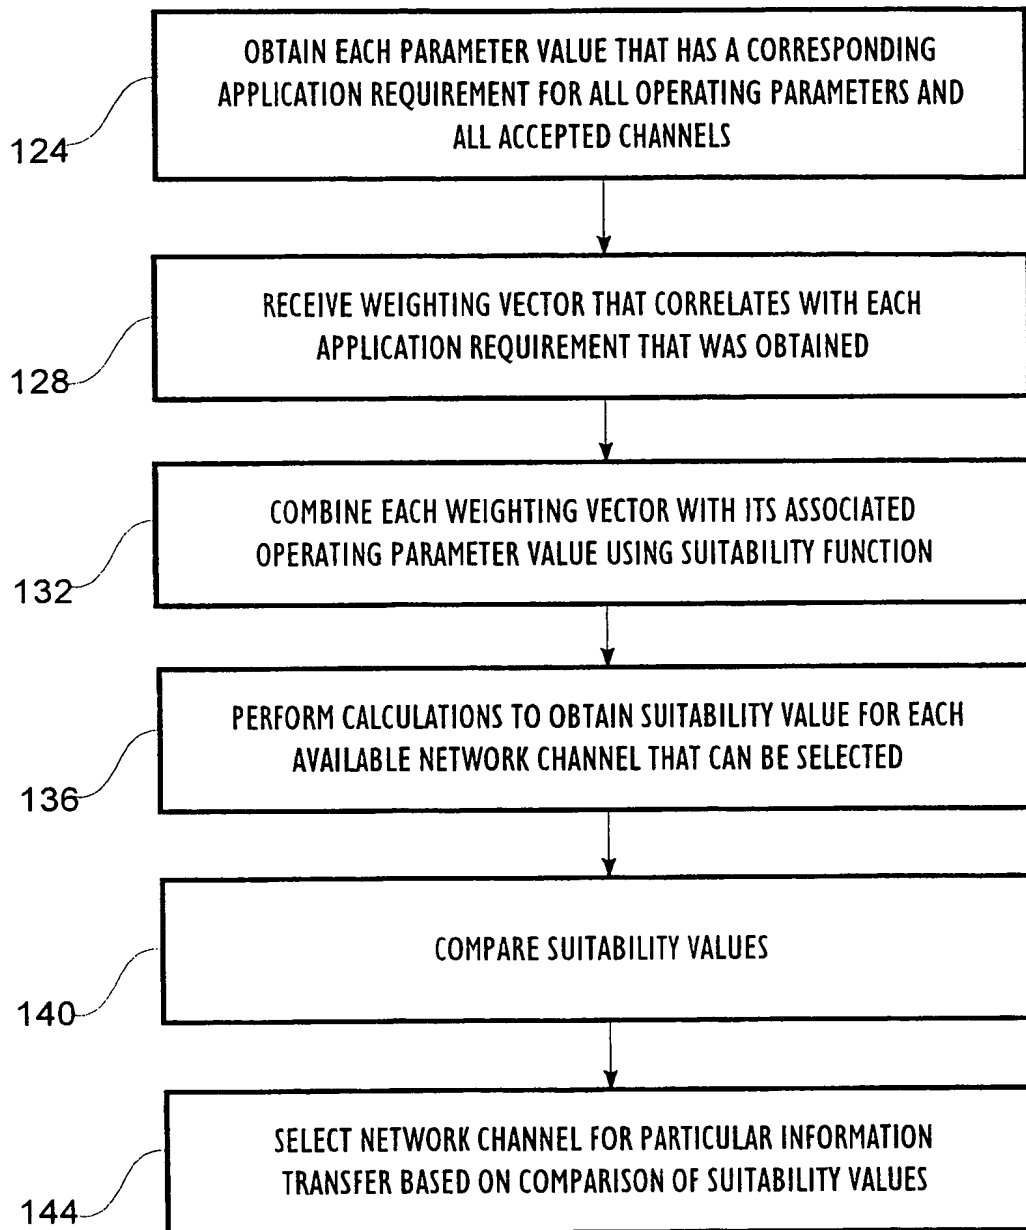 OBTAIN EACH PARAMETER VALUE THAT HAS A CORRESPONDING
APPLICATION REQUIREMENT FOR ALL OPERATING PARAMETERS AND
ALL ACCEPTED CHANNELS
124
RECEIVE WEIGHTING VECTOR THAT CORRELATES WITH EACH
APPLICATION REQUIREMENT THAT WAS OBTAINED
128
COMBINE EACH WEIGHTING VECTOR WITH ITS ASSOCIATED
OPERATING PARAMETER VALUE USING SUITABILITY FUNCTION
132
PERFORM CALCULATIONS TO OBTAIN SUITABILITY VALUE FOR EACH
AVAILABLE NETWORK CHANNEL THAT CAN BE SELECTED
136
COMPARE SUITABILITY VALUES
140
SELECT NETWORK CHANNEL FOR PARTICULAR INFORMATION
TRANSFER BASED ON COMPARISON OF SUITABILITY VALUES
144